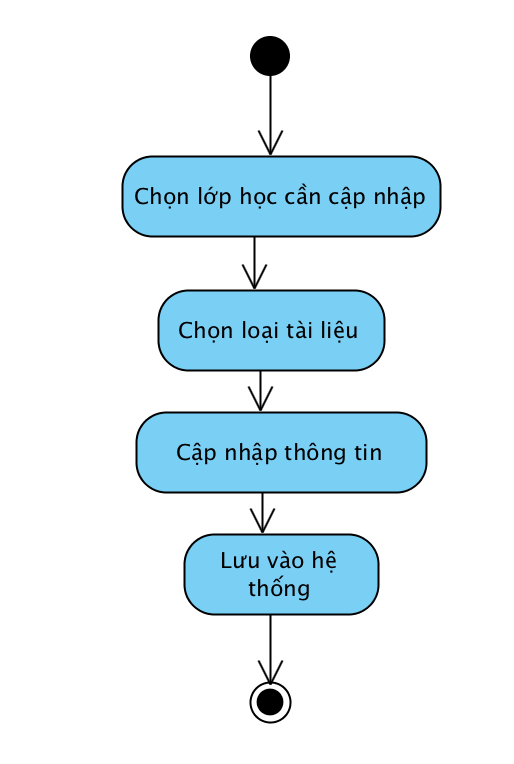 Chọn lớp học cần cập nhập
Chọn loại tài liệu
Cập nhập thông tin
Lưu vào hệ
thống